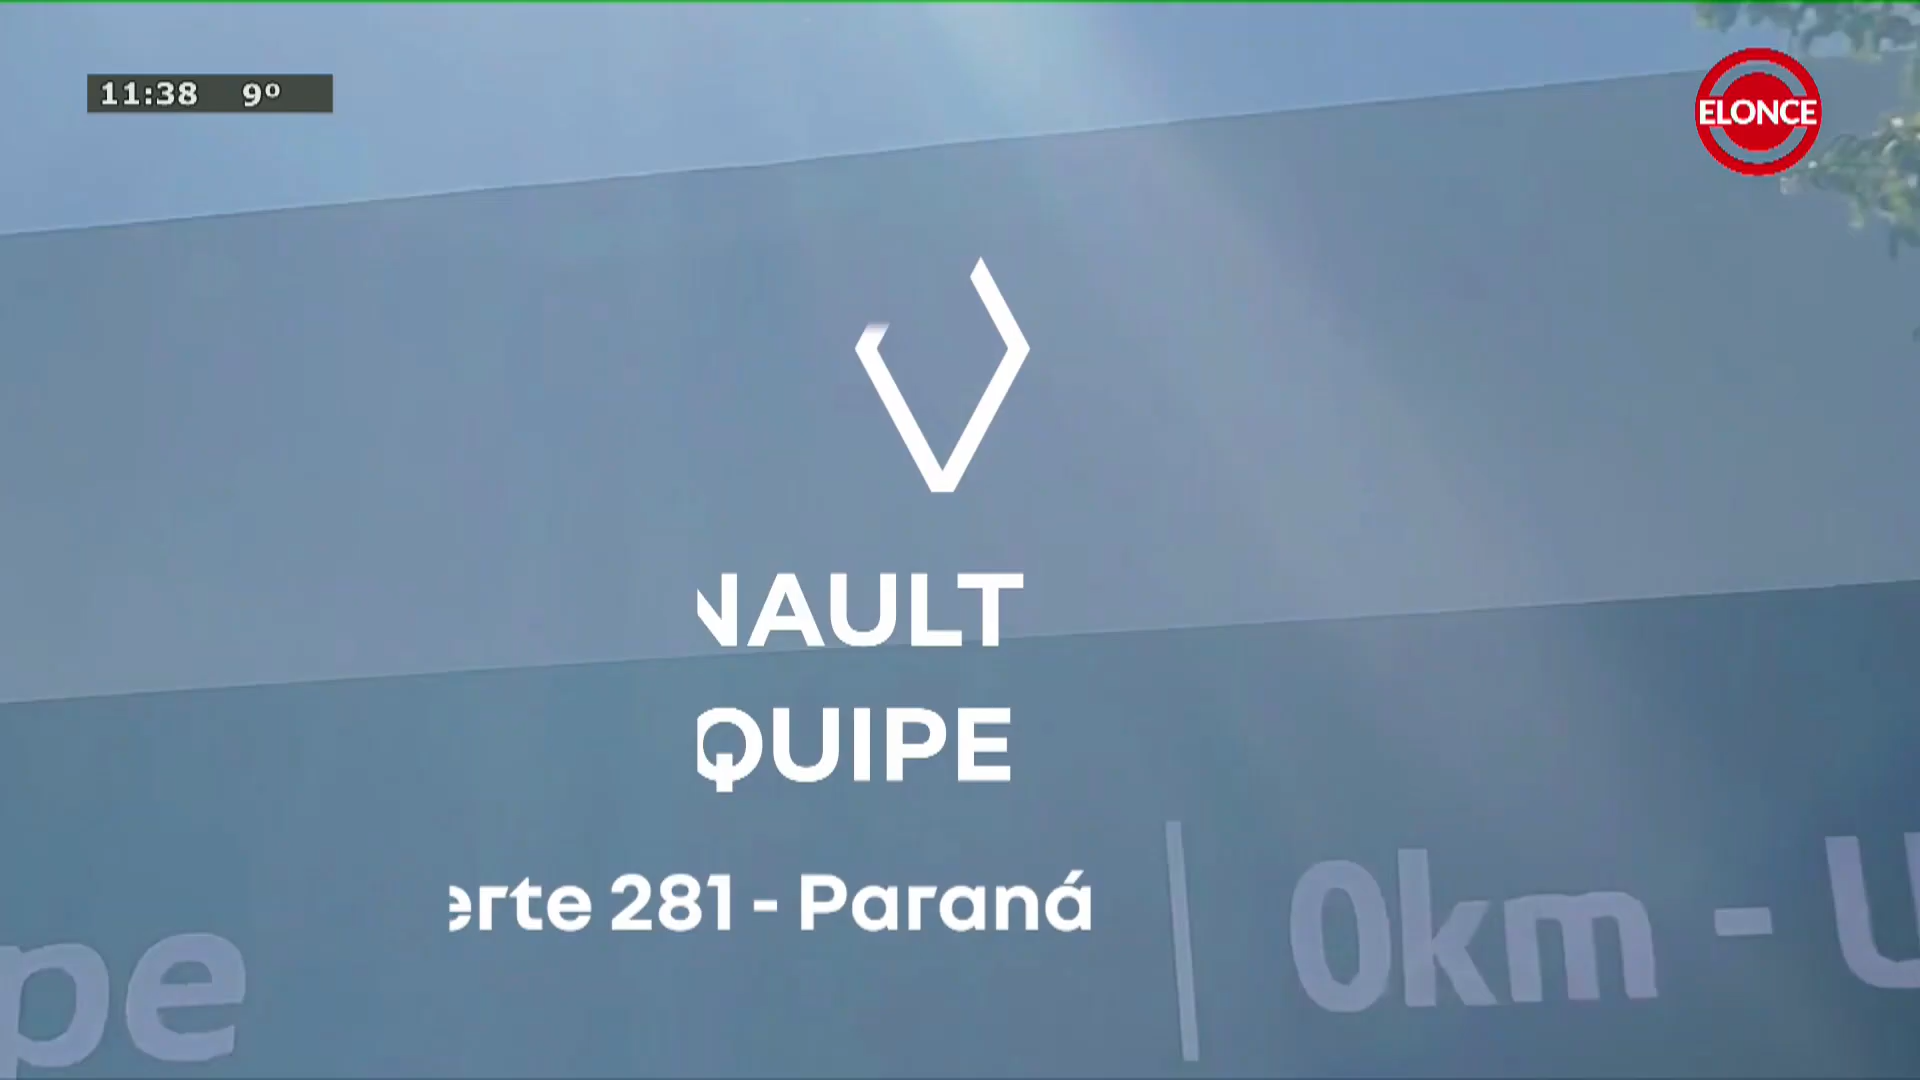 11:38 9º
ELONCE
NAULT
QUIPE
erte 281 - Paraná
pe | 0km - U